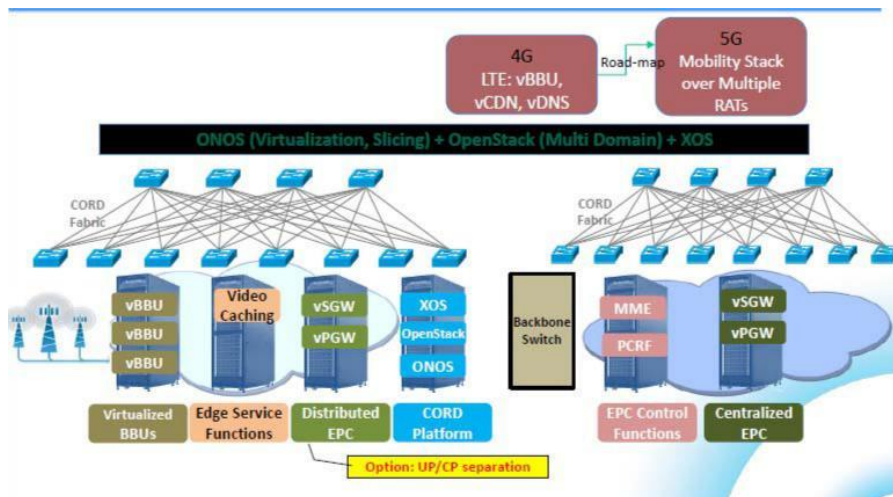 4G
LTE: vBBU,
vCDN, vDNS
Road-map
5G
Mobility Stack
over Multiple
RATs
ONOS (Virtualization, Slicing) + OpenStack (Multi Domain) + XOS
CORD
Fabric
CORD
Fabric
vBBU
vBBU
vBBU
Video
Caching
vSGW
vPGW
XOS
OpenStack
ONOS
Backbone
Switch
MME
PCRF
vSGW
vPGW
Virtualized
BBUs
Edge Service
Functions
Distributed
EPC
CORD
Platform
EPC Control
Functions
Centralized
EPC
Option: UP/CP separation